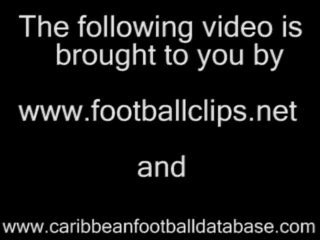 The following video is
brought to you by
www.footballclips.net
and
www.caribbeanfootballdatabase.com